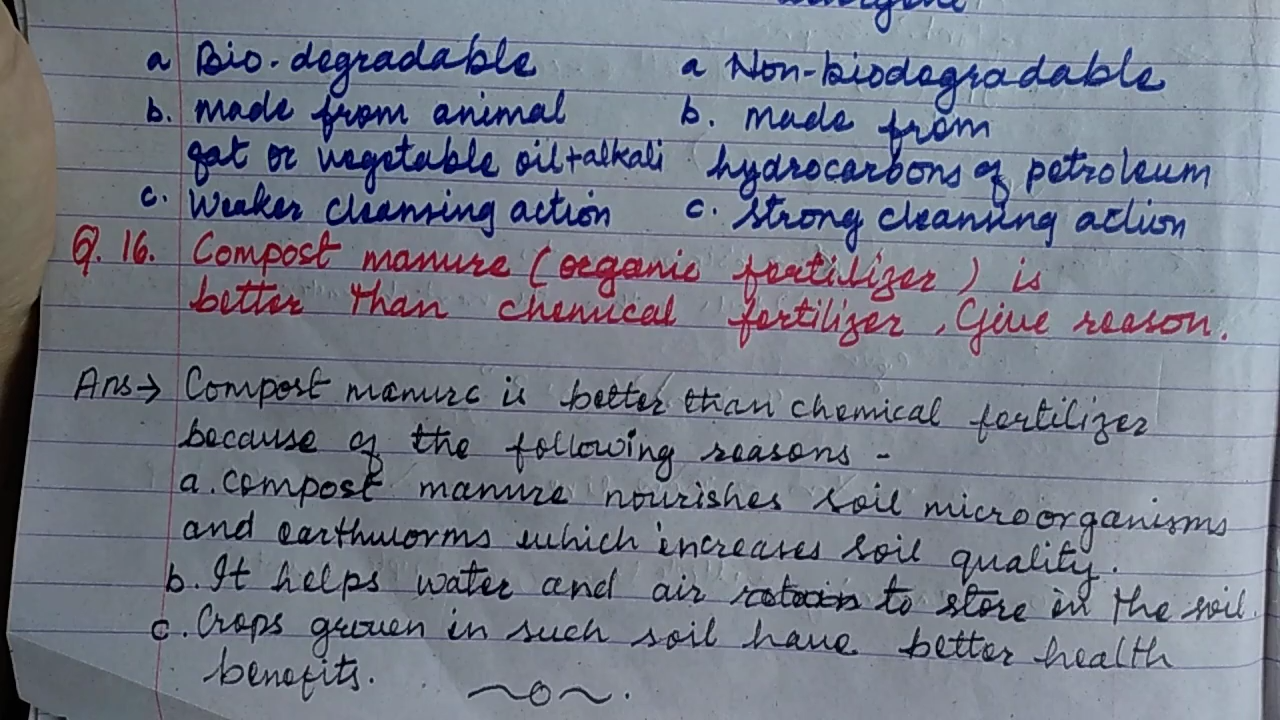 a Bio-degradable a Non-biodegradable
b. made from animal b. made from
fat or vegetable oil+alkali hydrocarbons of petroleum
c. Weaker cleansing action c. Strong cleansing action
Q. 16. Compost manure (organic fertilizer) is
better than chemical fertilizer, Give reason.
Ans→ Compost manure is better than chemical fertilizer
because of the following reasons -
a. Compost manure nourishes soil microorganisms
and earthworms which increases soil quality.
b. It helps water and air to store in the soil.
c. Crops grown in such soil have better health
benefits.